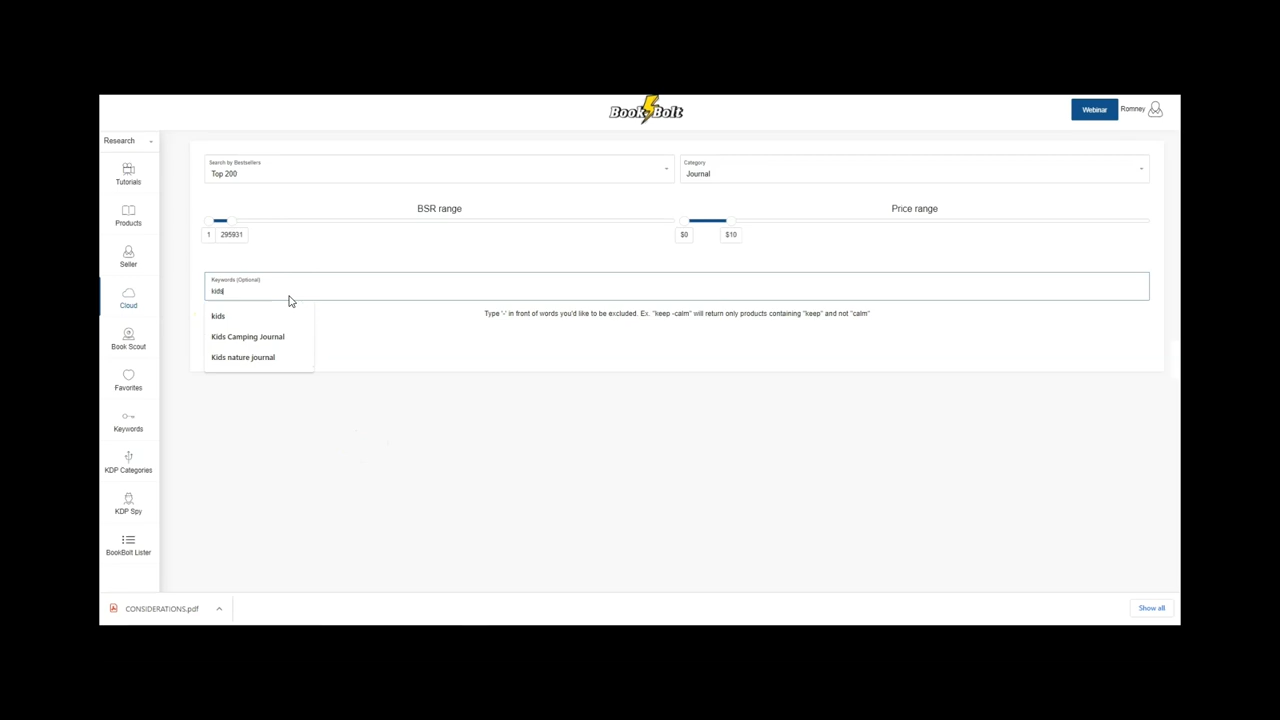 Book Bolt
Webinar
Romney
Research
Tutorials
Products
Seller
Cloud
Book Scout
Favorites
Keywords
KDP Categories
KDP Spy
BookBolt Lister
Search by Bestsellers
Top 200
Category
Journal
BSR range
1
295931
Price range
$0
$10
Keywords (Optional)
kids
Type '-' in front of words you'd like to be excluded. Ex. "keep -calm" will return only products containing "keep" and not "calm"
kids
Kids Camping Journal
Kids nature journal
CONSIDERATIONS.pdf
Show all